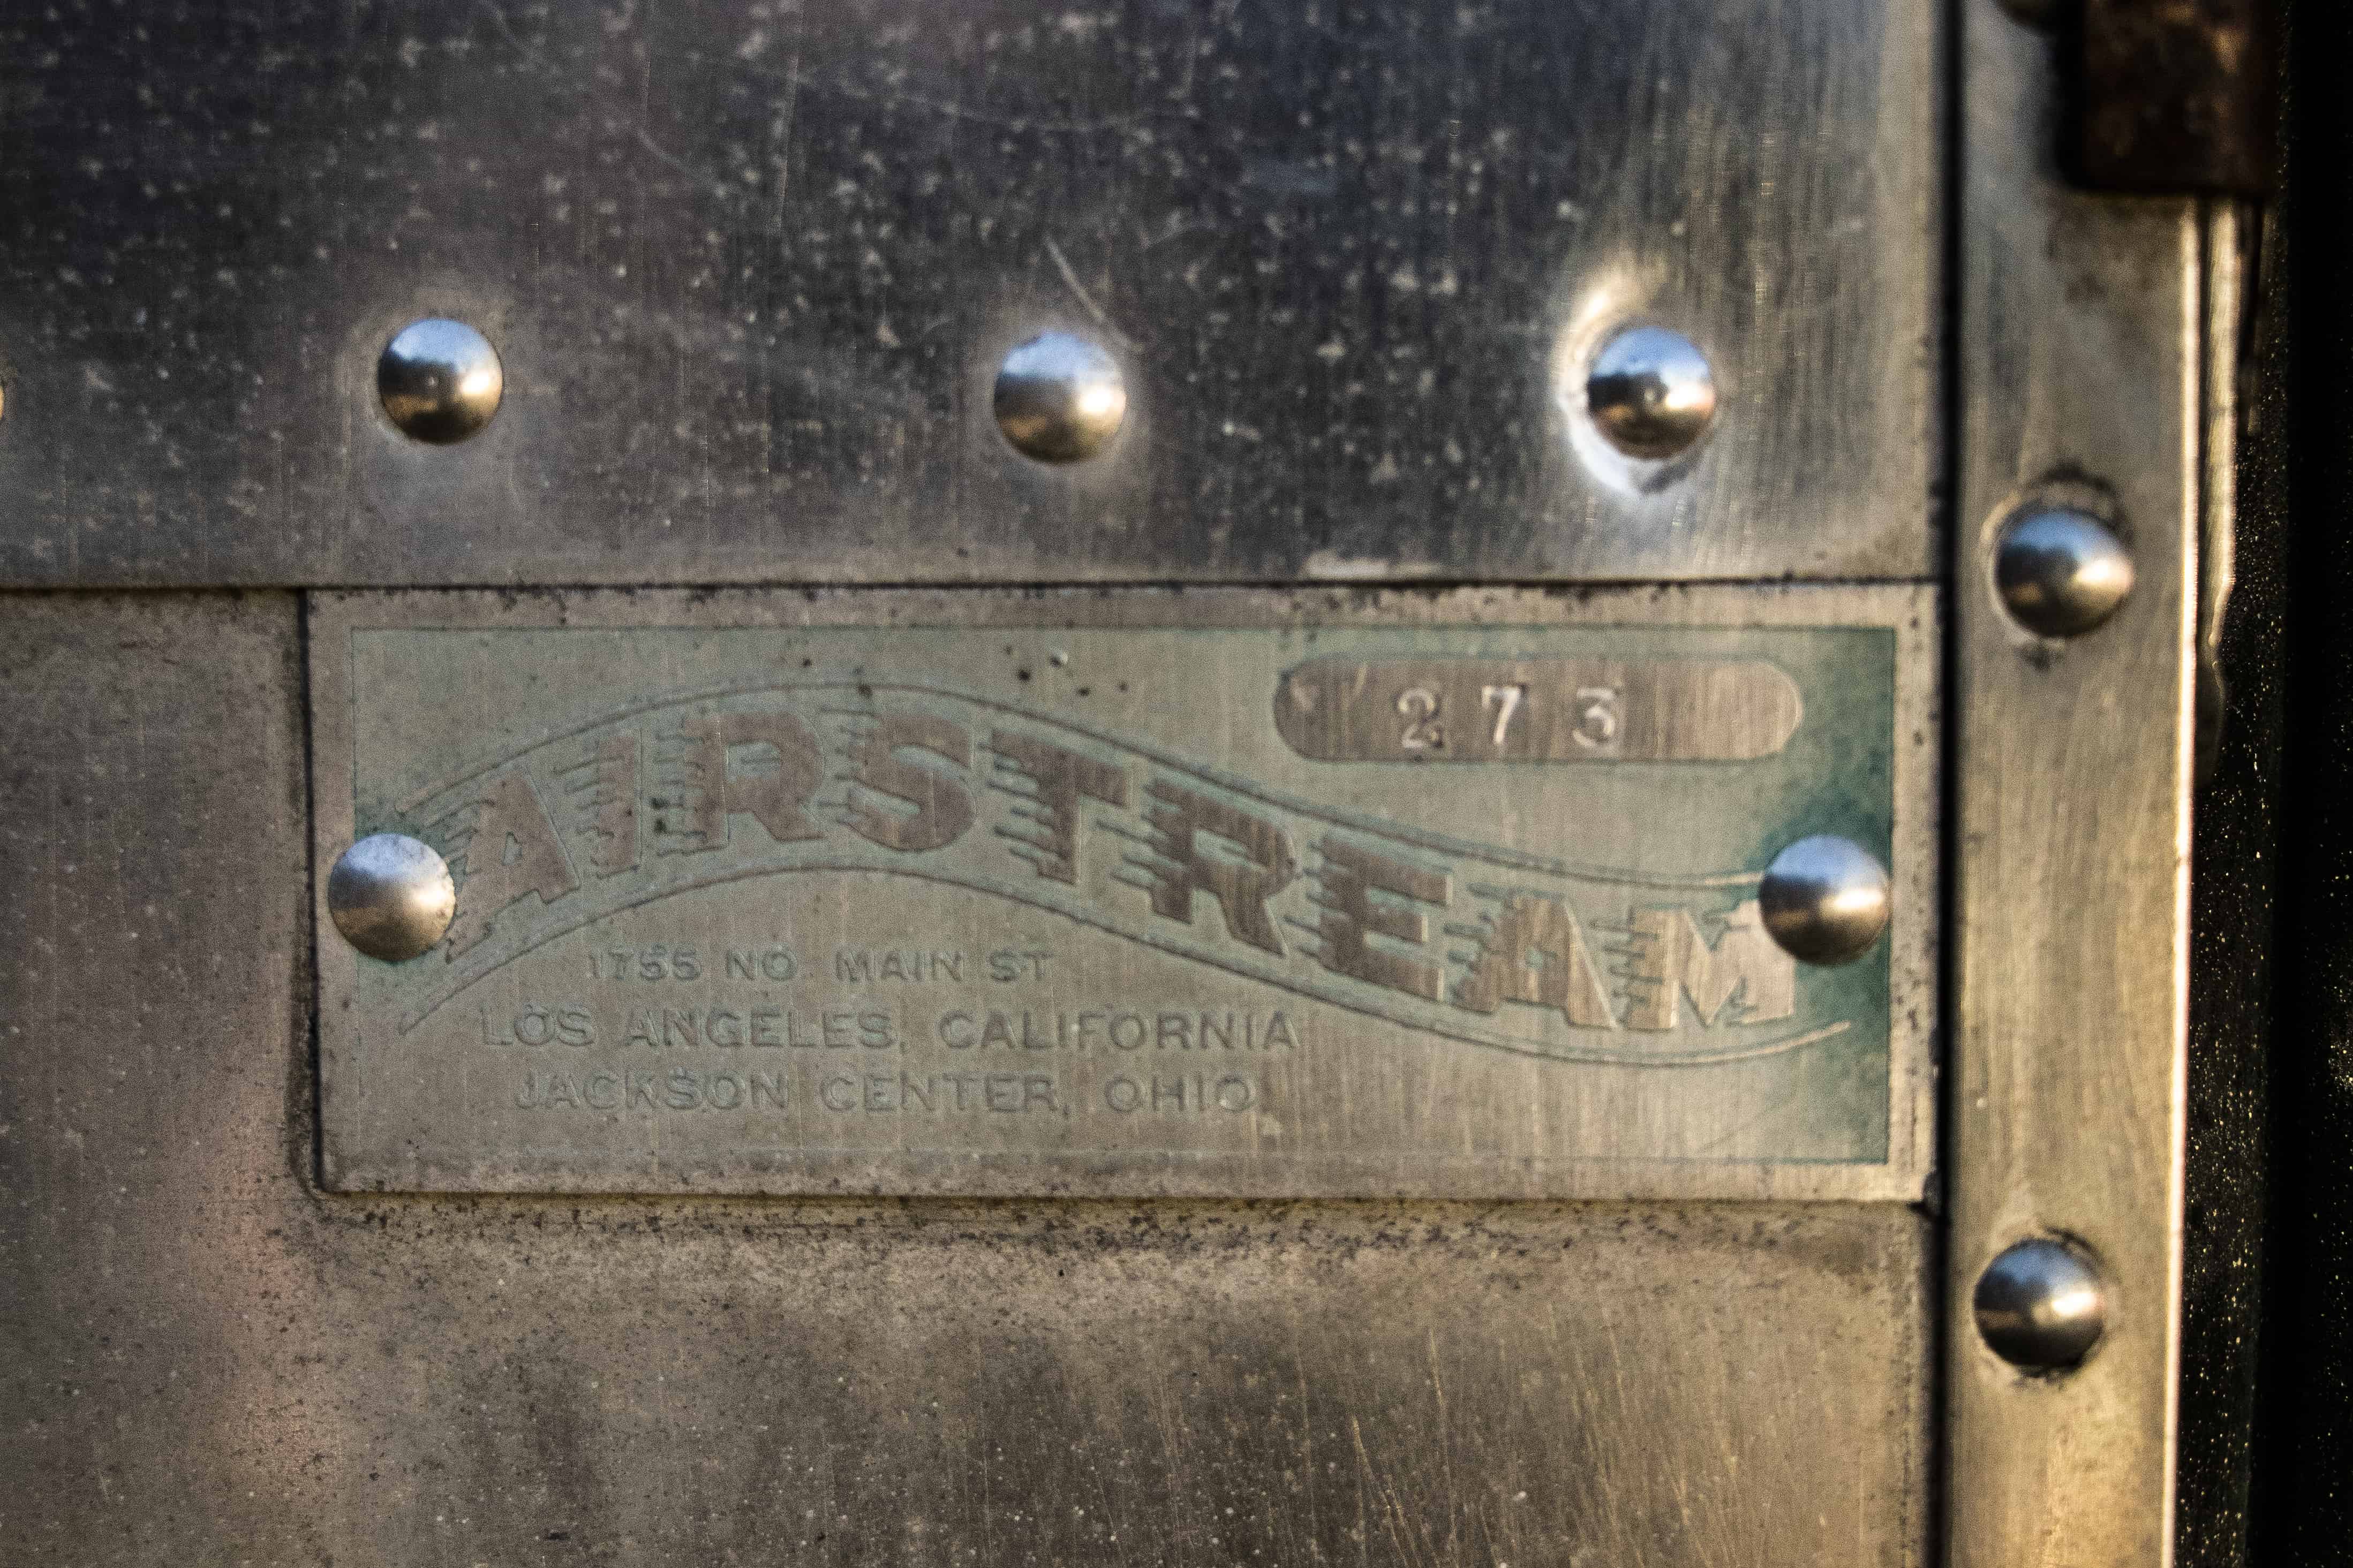 273
AIRSTREAM
1755 NO. MAIN ST
LOS ANGELES, CALIFORNIA
JACKSON CENTER, OHIO